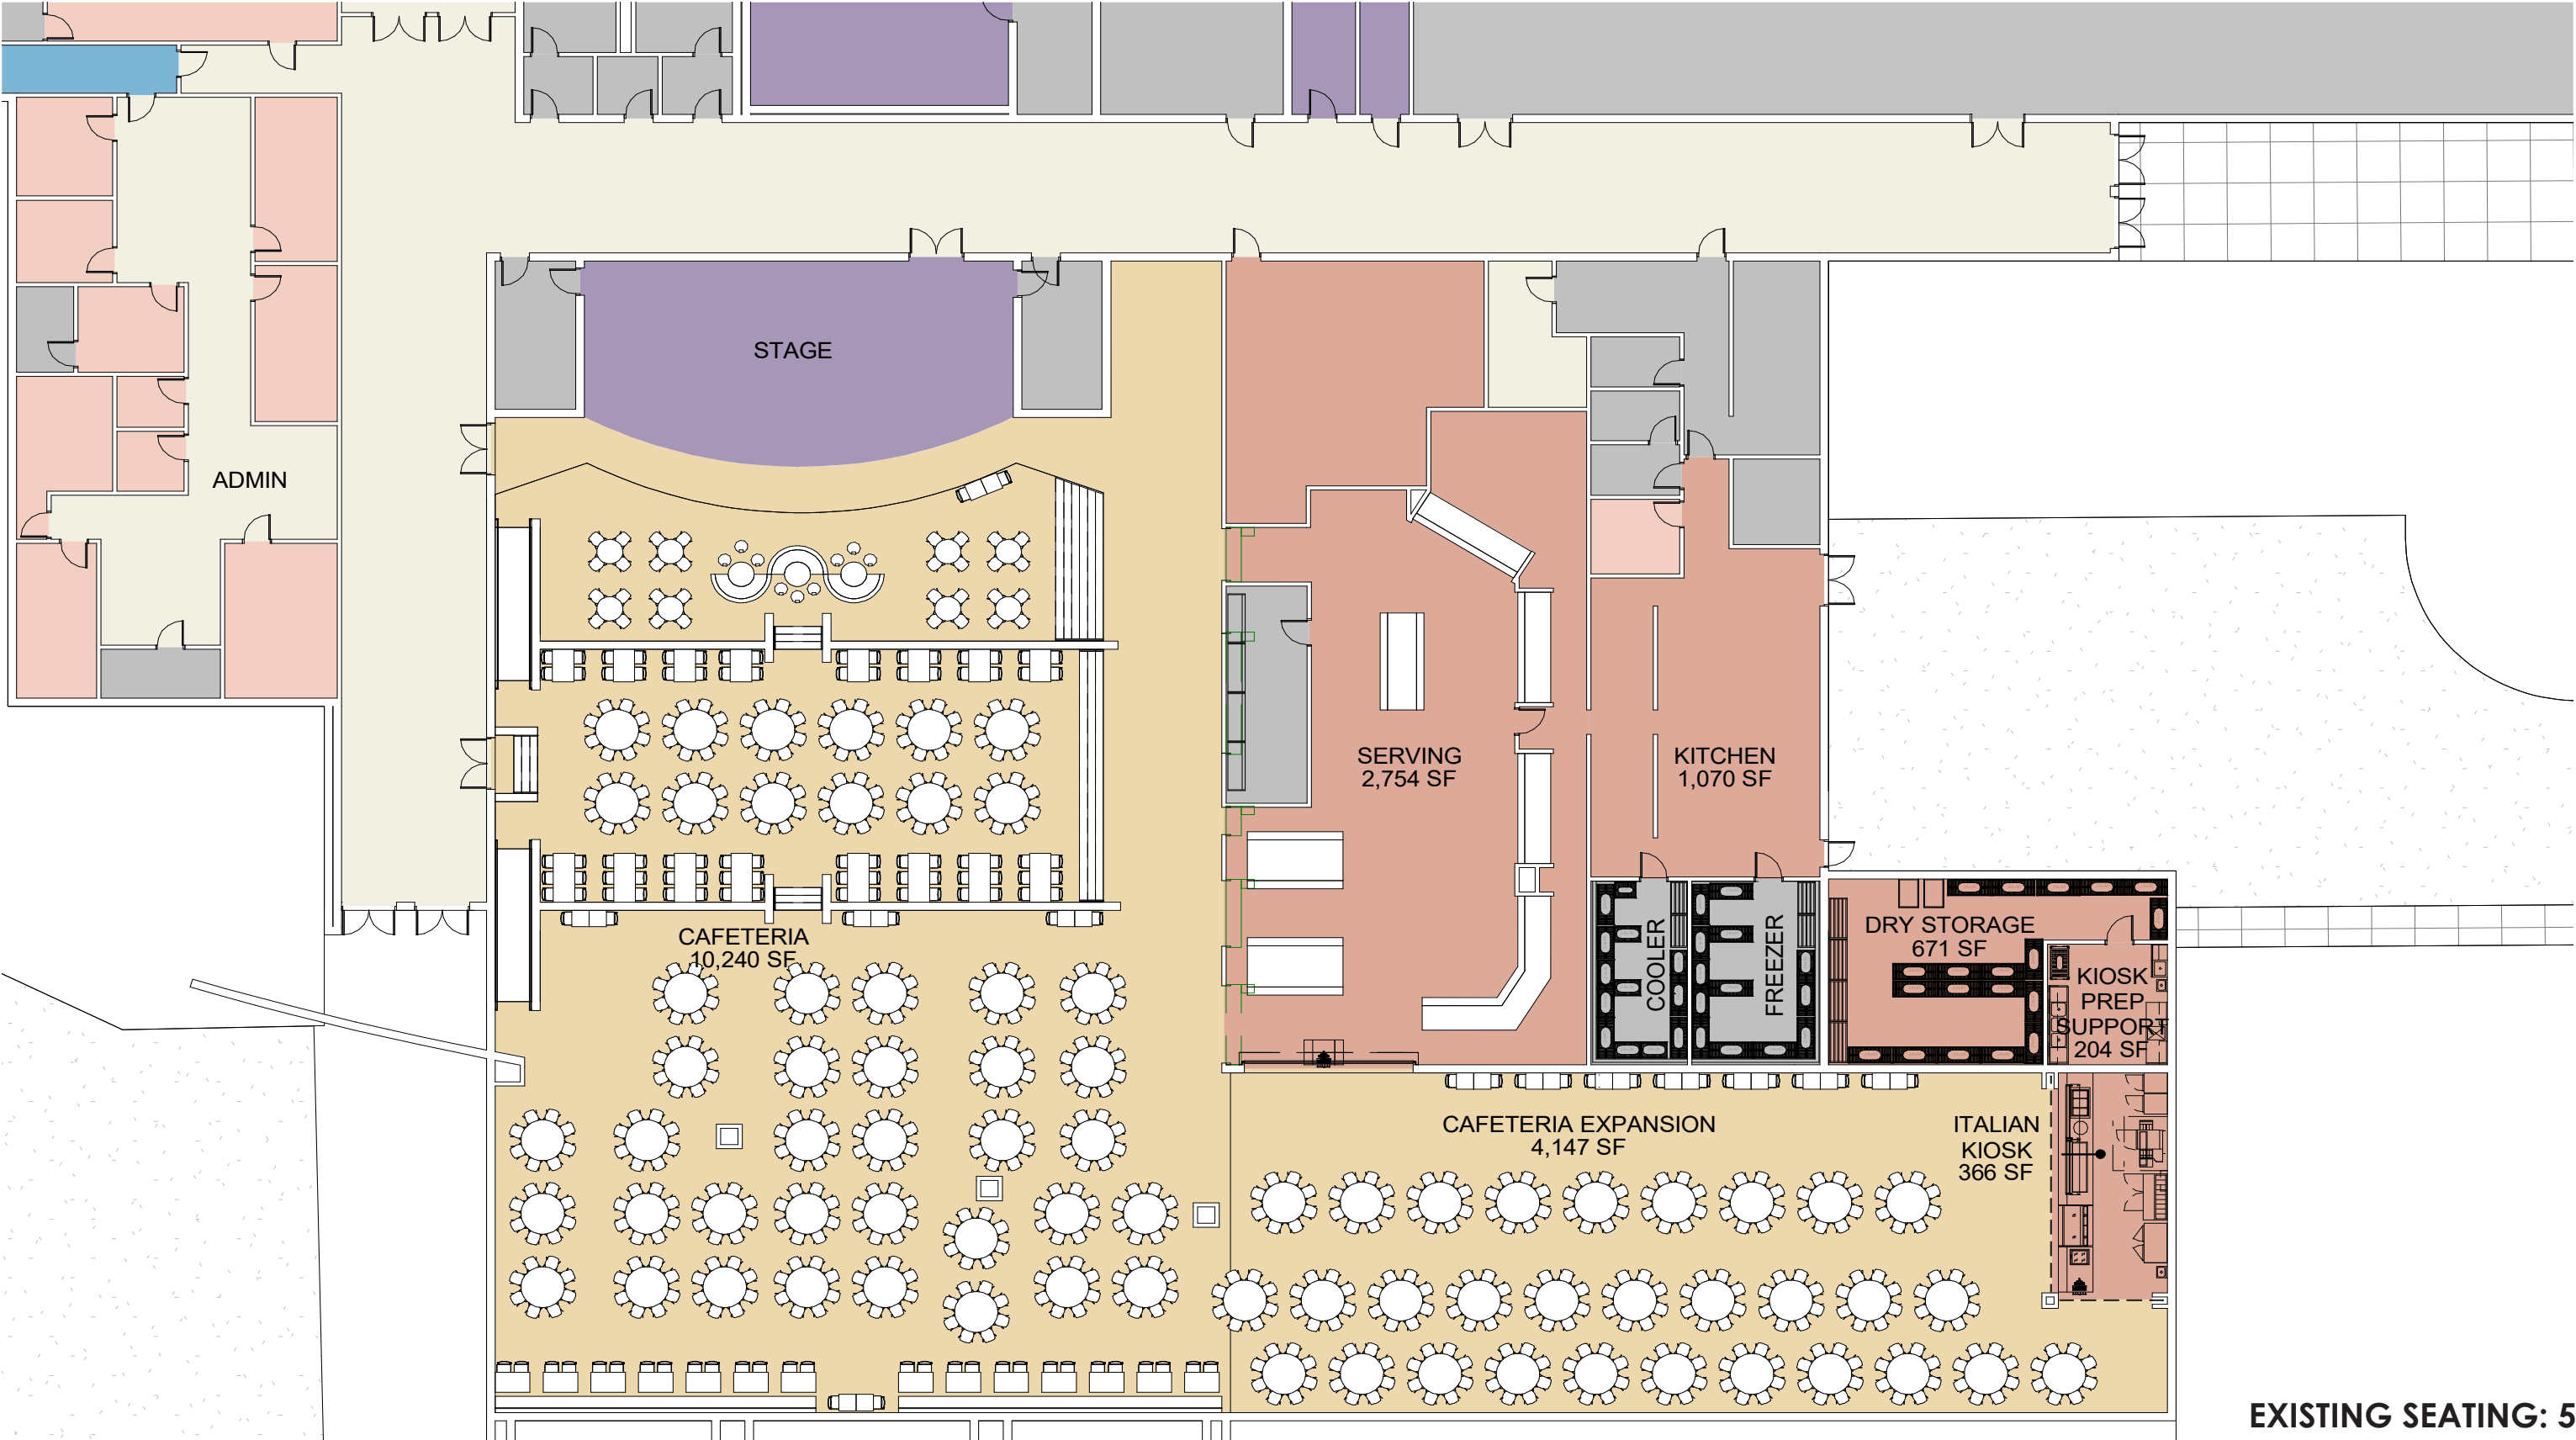 STAGE
ADMIN
SERVING
2,754 SF
KITCHEN
1,070 SF
CAFETERIA
10,240 SF
COOLER
FREEZER
DRY STORAGE
671 SF
KIOSK
PREP
SUPPORT
204 SF
CAFETERIA EXPANSION
4,147 SF
ITALIAN
KIOSK
366 SF
EXISTING SEATING: 5